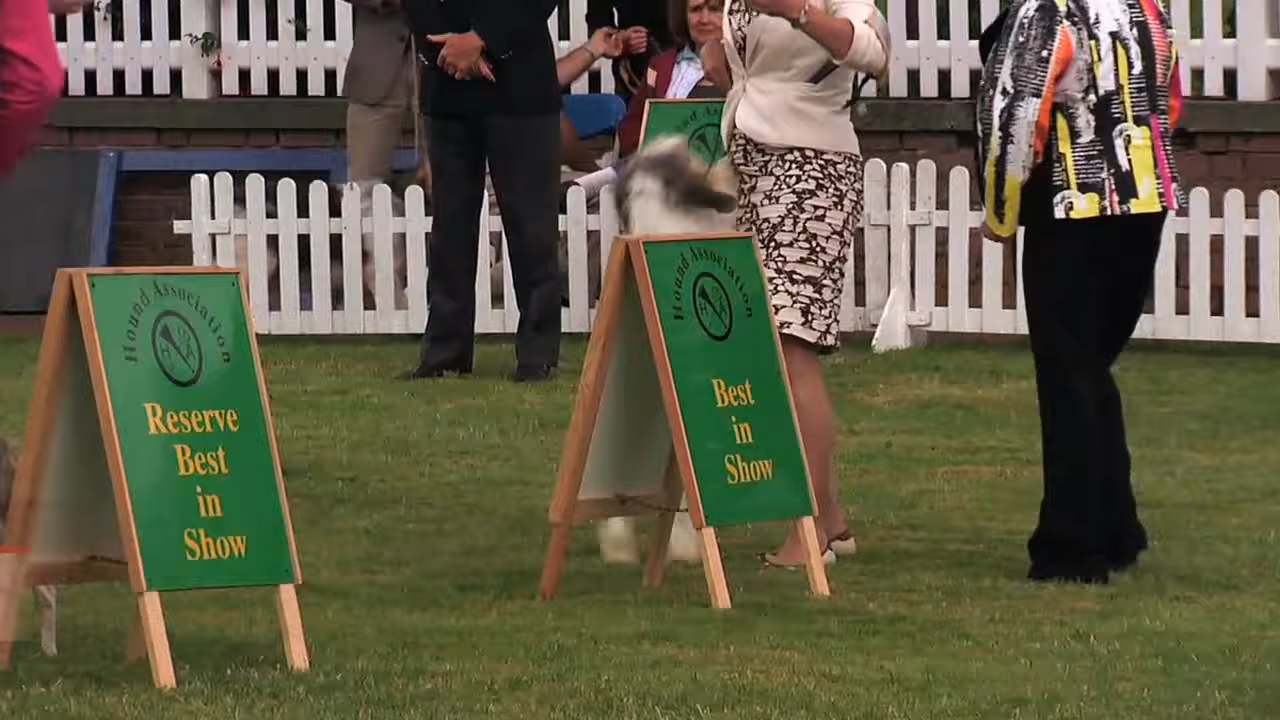 Hound Association
H A
Reserve
Best
in
Show
Hound Association
H A
Best
in
Show